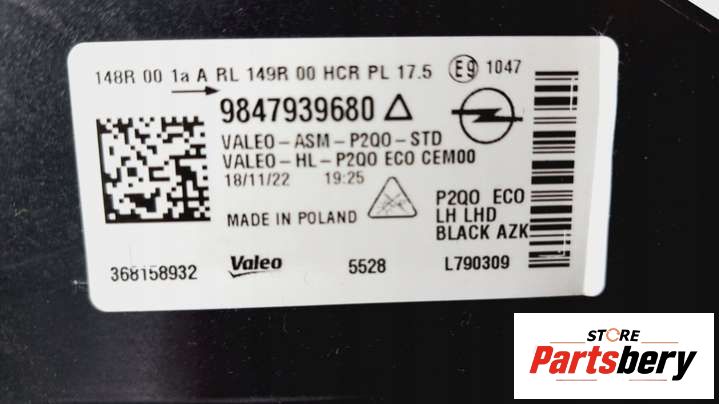 148R 00 1a A RL 149R 00 HCR PL 17.5 E9 1047
9847939680
VALEO-ASM-P2QO-STD
VALEO-HL-P2QO ECO CEM00
18/11/22 19:25
P2QO ECO
LH LHD
BLACK AZK
MADE IN POLAND
368158932 Valeo 5528 L790309
STORE
Partsbery